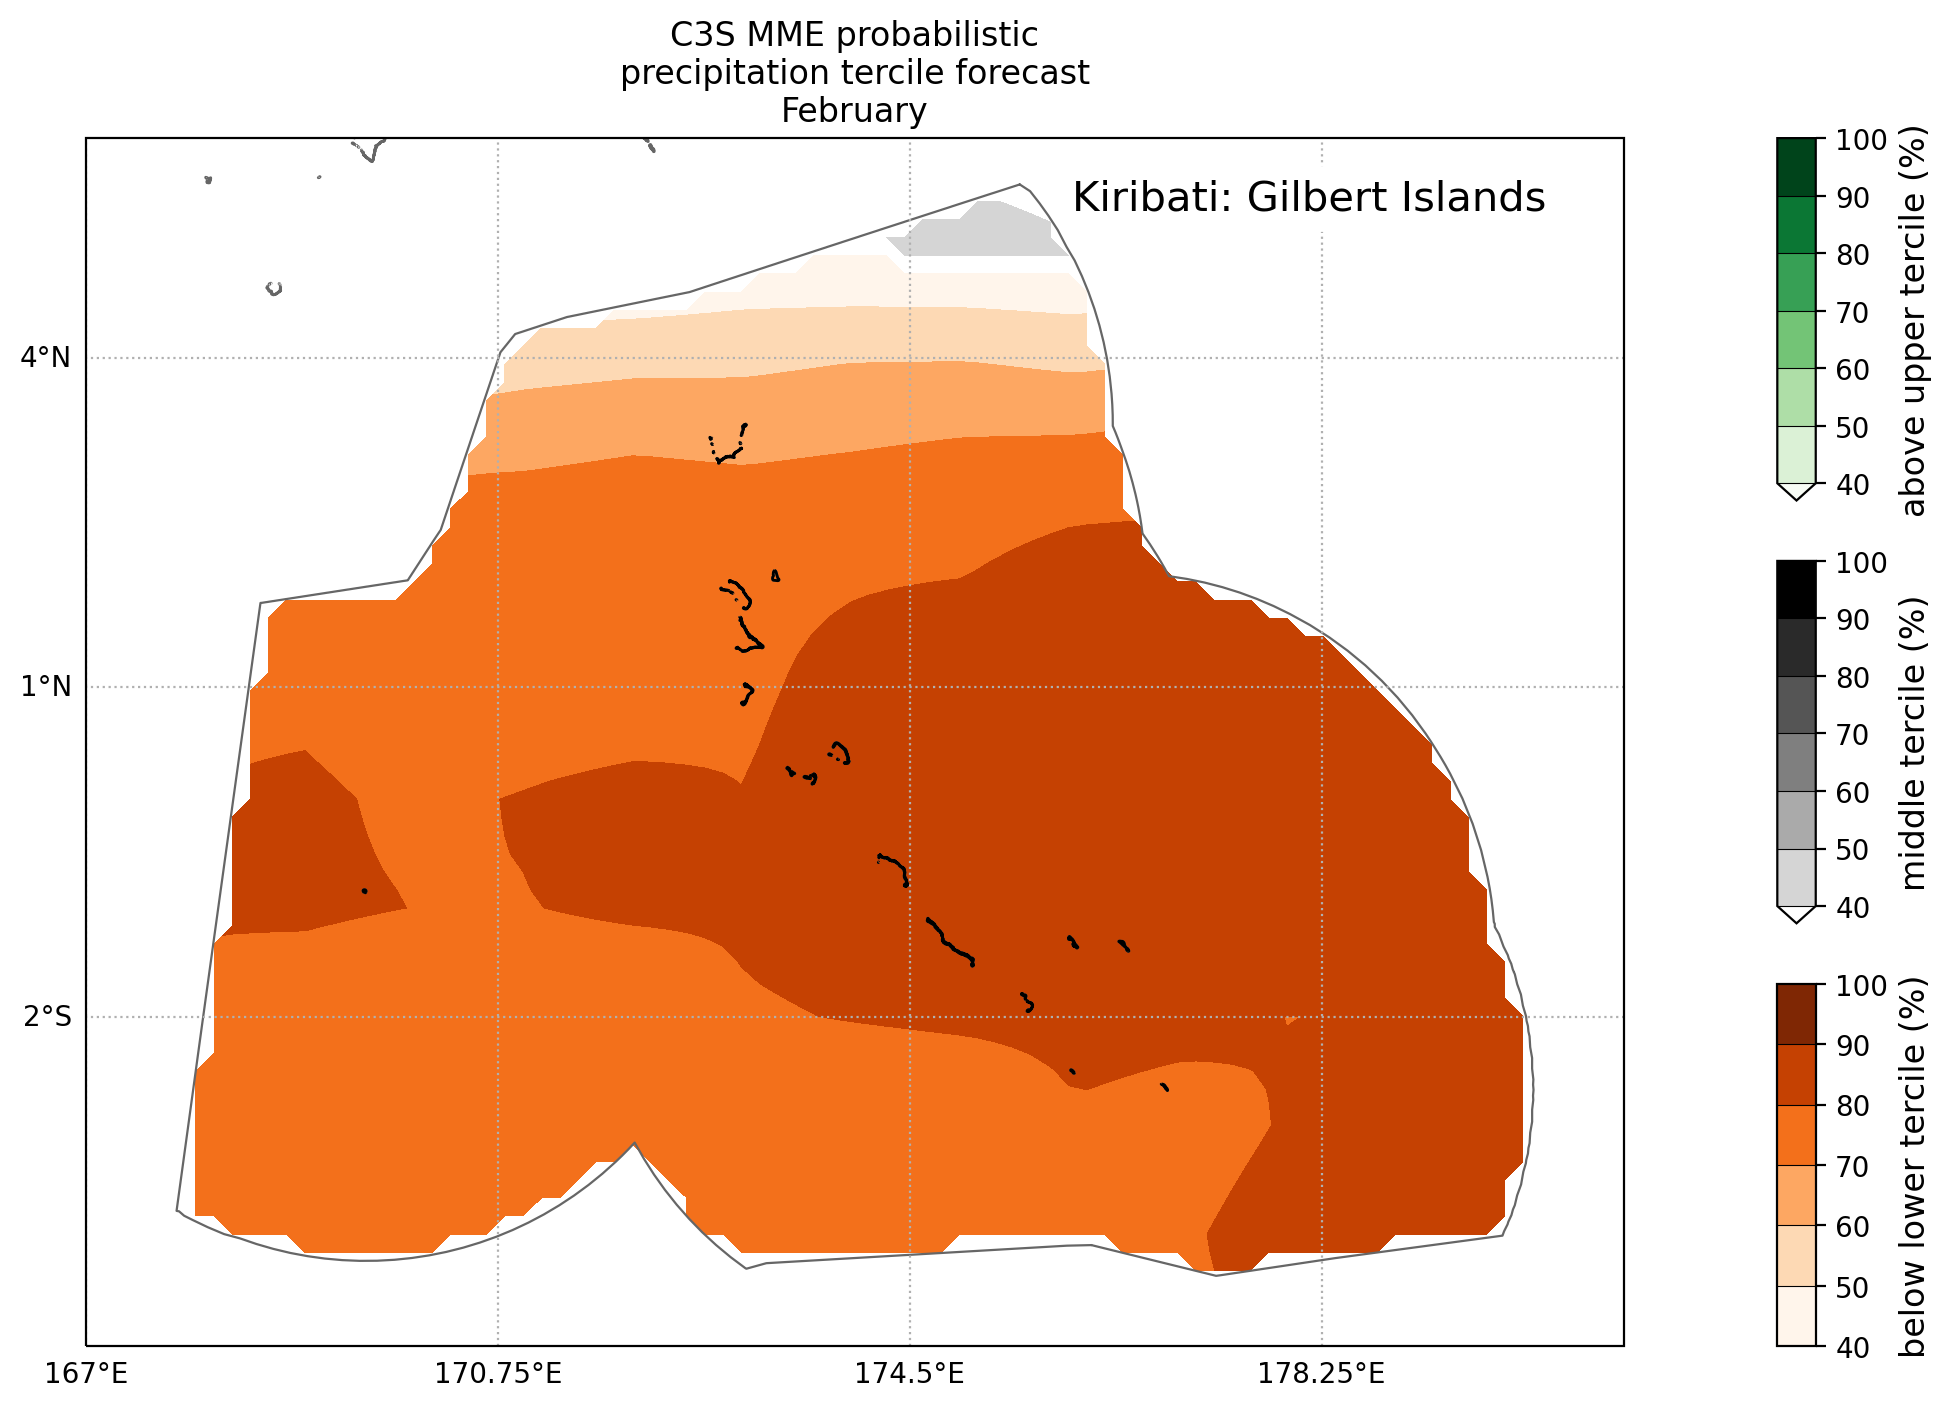 C3S MME probabilistic
precipitation tercile forecast
February
Kiribati: Gilbert Islands
4°N
1°N
2°S
167°E
170.75°E
174.5°E
178.25°E
100
90
80
70
60
50
40
above upper tercile (%)
100
90
80
70
60
50
40
middle tercile (%)
100
90
80
70
60
50
40
below lower tercile (%)